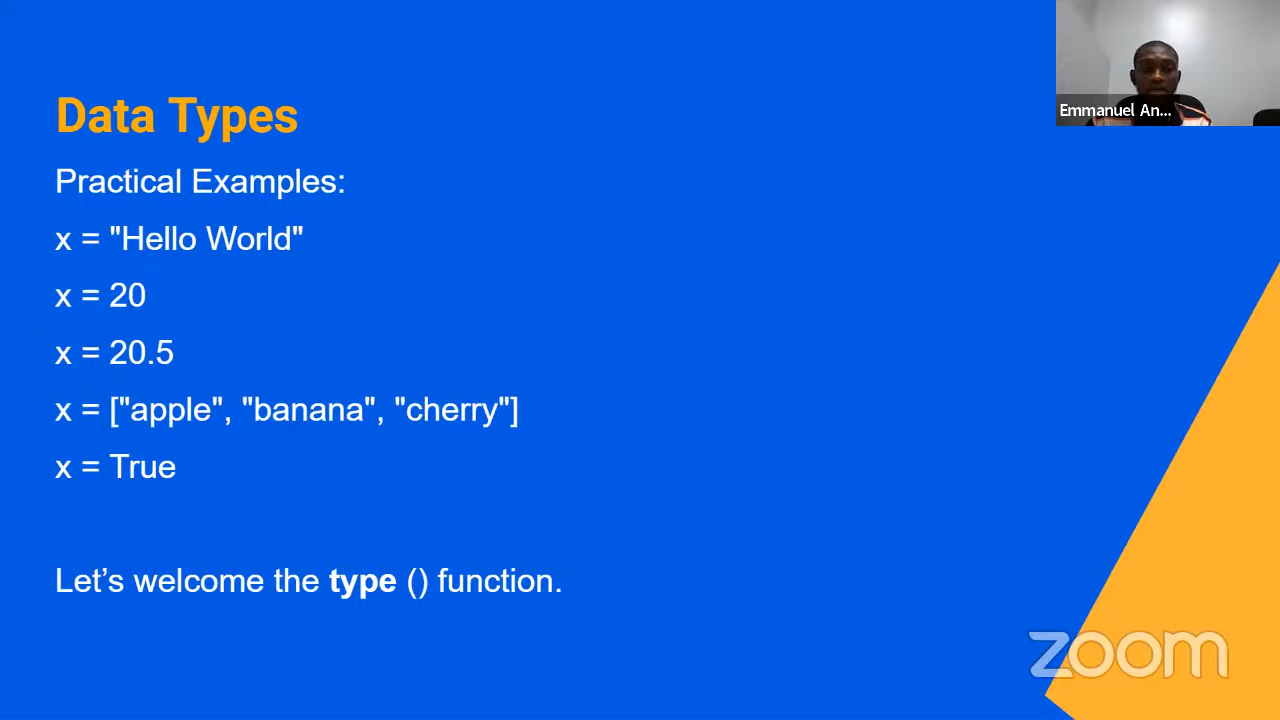 Emmanuel An...
Data Types
Practical Examples:
x = "Hello World"
x = 20
x = 20.5
x = ["apple", "banana", "cherry"]
x = True
Let’s welcome the type () function.
zoom